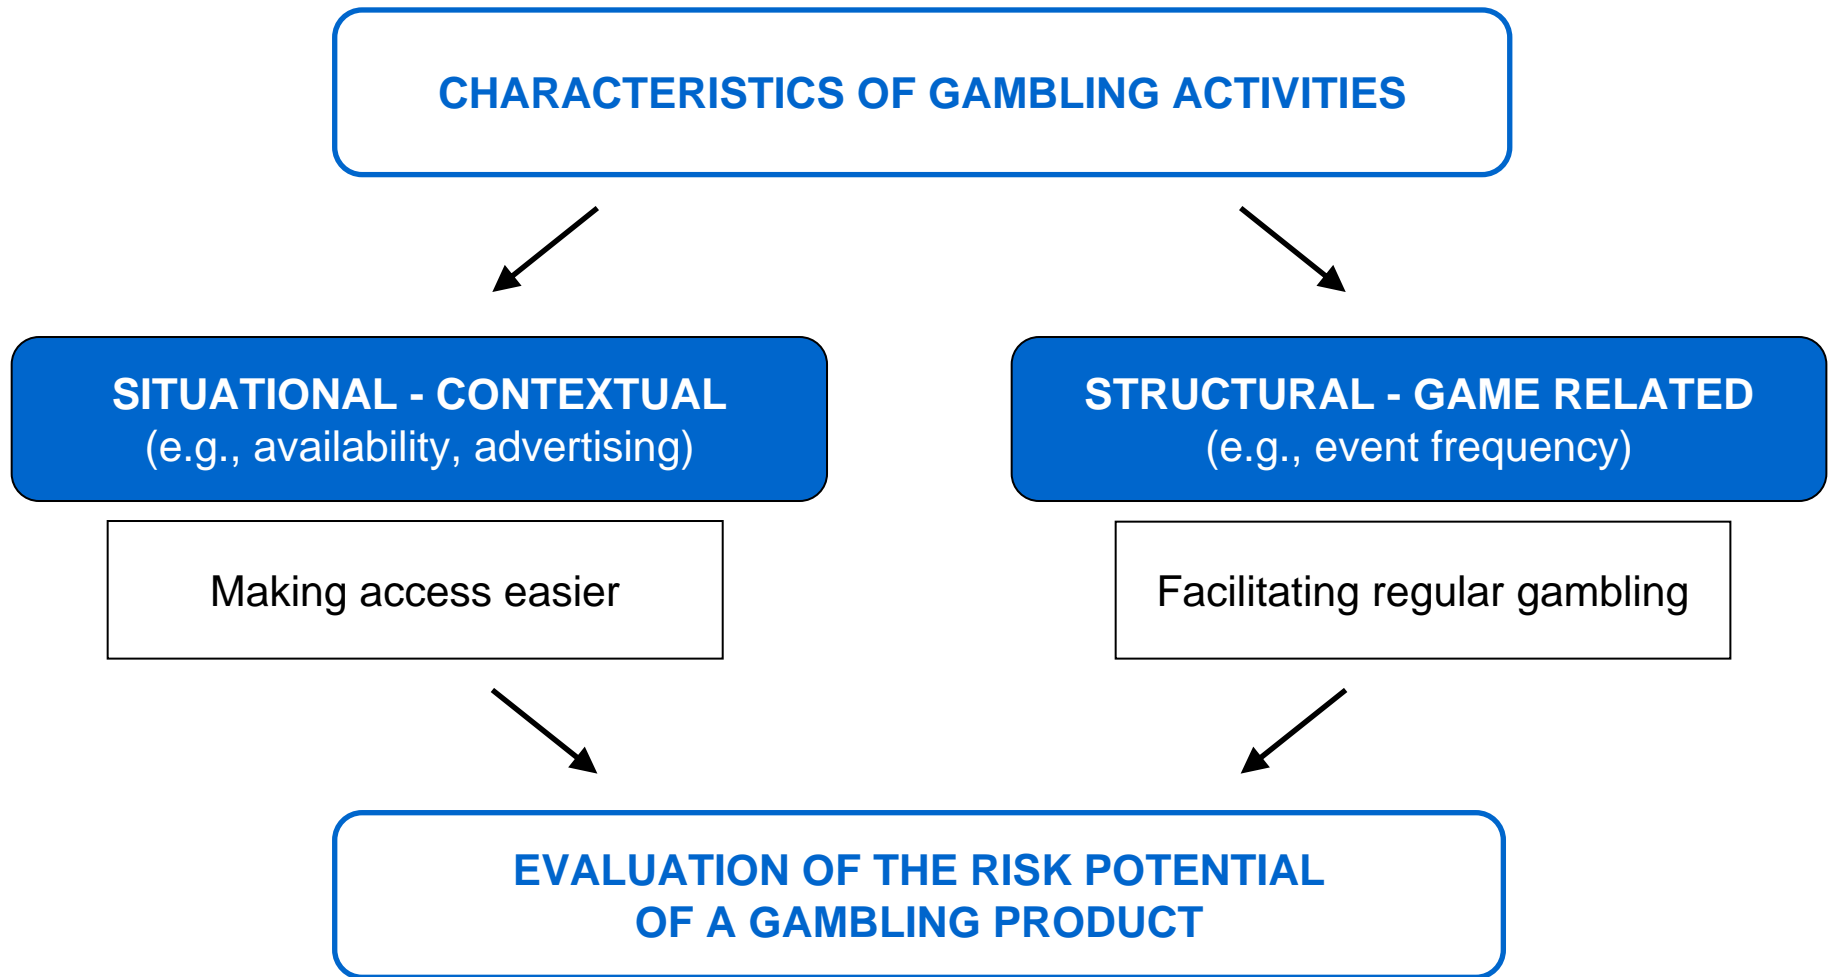 CHARACTERISTICS OF GAMBLING ACTIVITIES
SITUATIONAL - CONTEXTUAL
(e.g., availability, advertising)
STRUCTURAL - GAME RELATED
(e.g., event frequency)
Making access easier
Facilitating regular gambling
EVALUATION OF THE RISK POTENTIAL
OF A GAMBLING PRODUCT